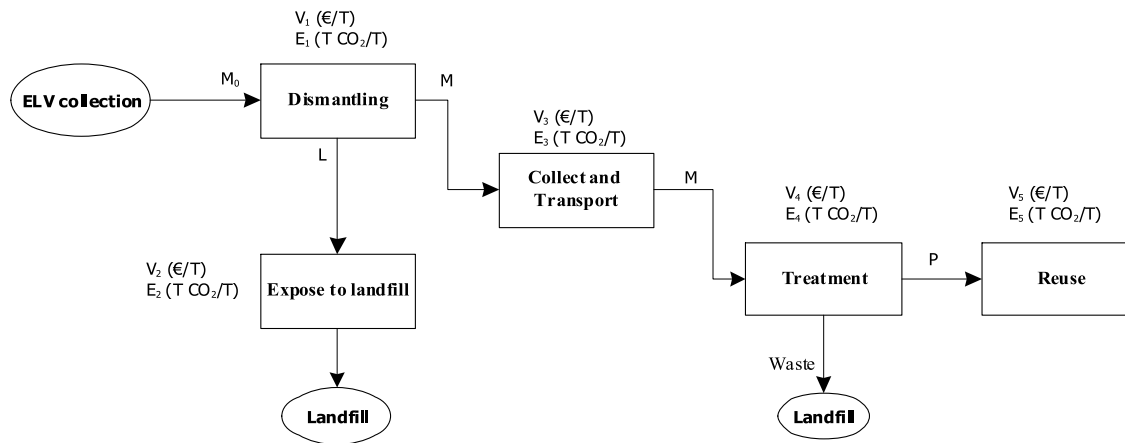 V₁ (€/T)
E₁ (T CO₂/T)
ELV collection
M₀
Dismantling
M
L
V₃ (€/T)
E₃ (T CO₂/T)
Collect and
Transport
M
V₄ (€/T)
E₄ (T CO₂/T)
V₅ (€/T)
E₅ (T CO₂/T)
V₂ (€/T)
E₂ (T CO₂/T)
Expose to landfill
Treatment
P
Reuse
Waste
Landfill
Landfill